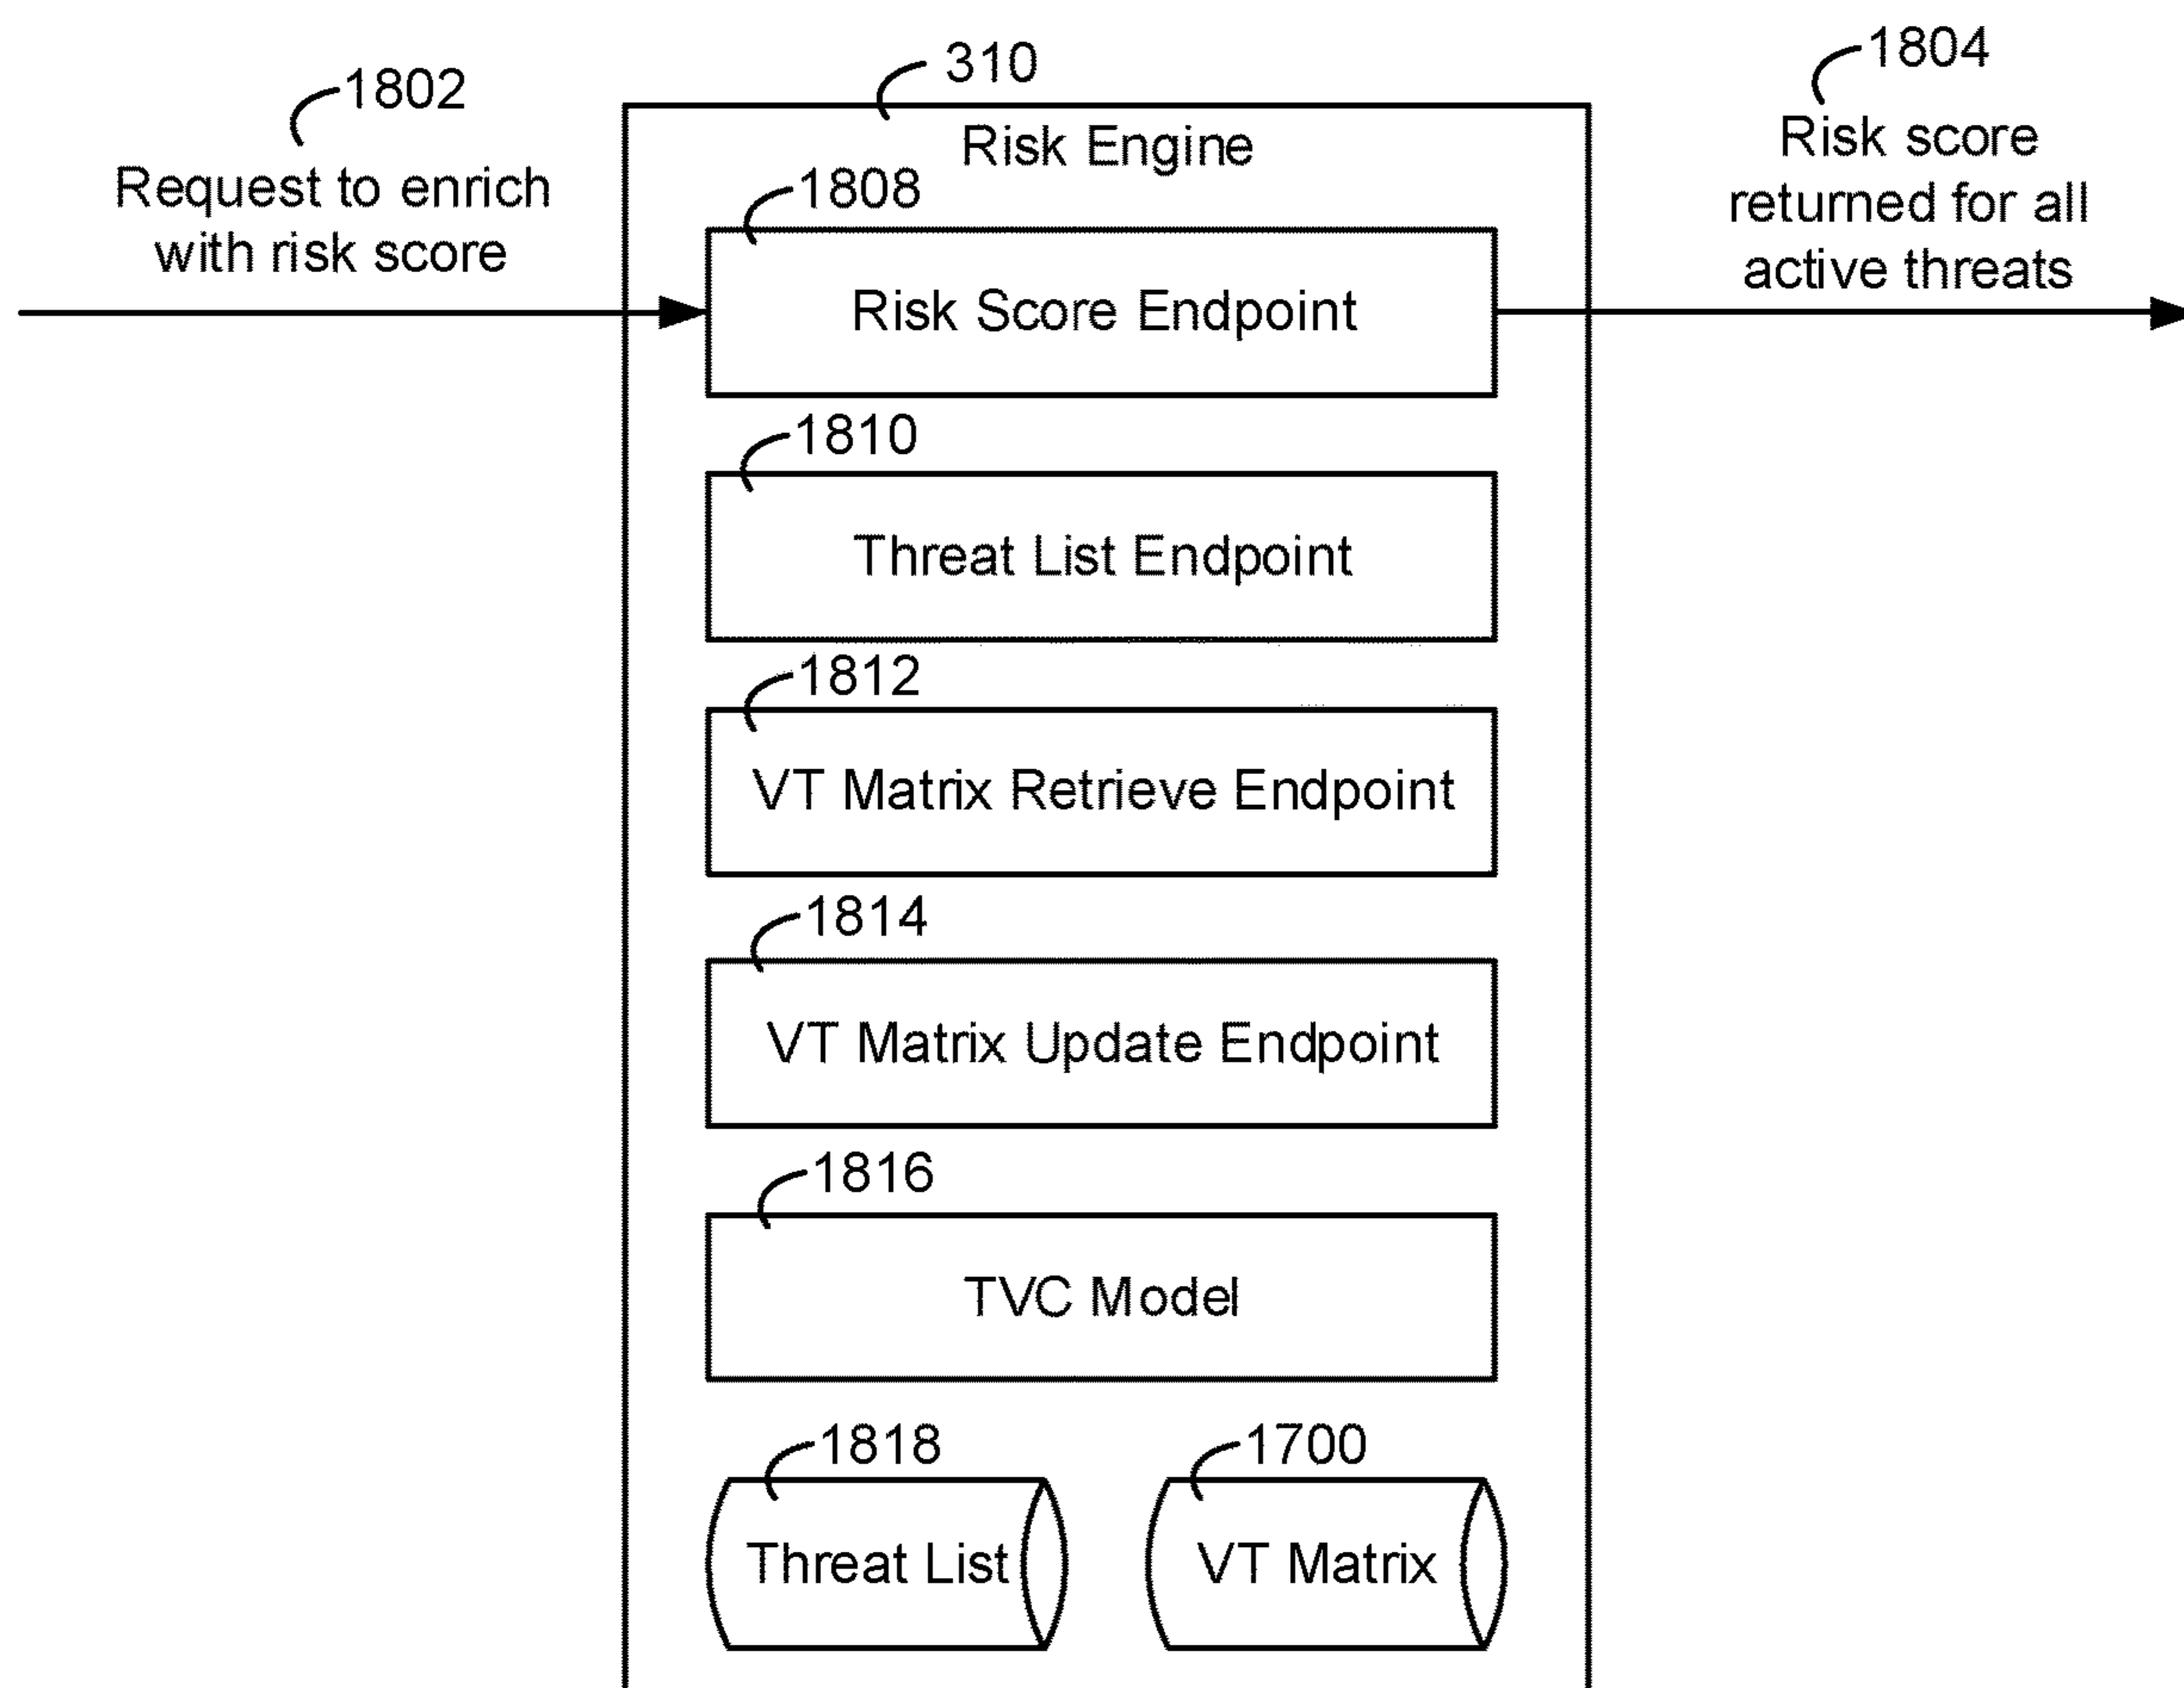 1802
Request to enrich
with risk score
310
Risk Engine
1804
Risk score
returned for all
active threats
1808
Risk Score Endpoint
1810
Threat List Endpoint
1812
VT Matrix Retrieve Endpoint
1814
VT Matrix Update Endpoint
1816
TVC Model
1818
Threat List
1700
VT Matrix